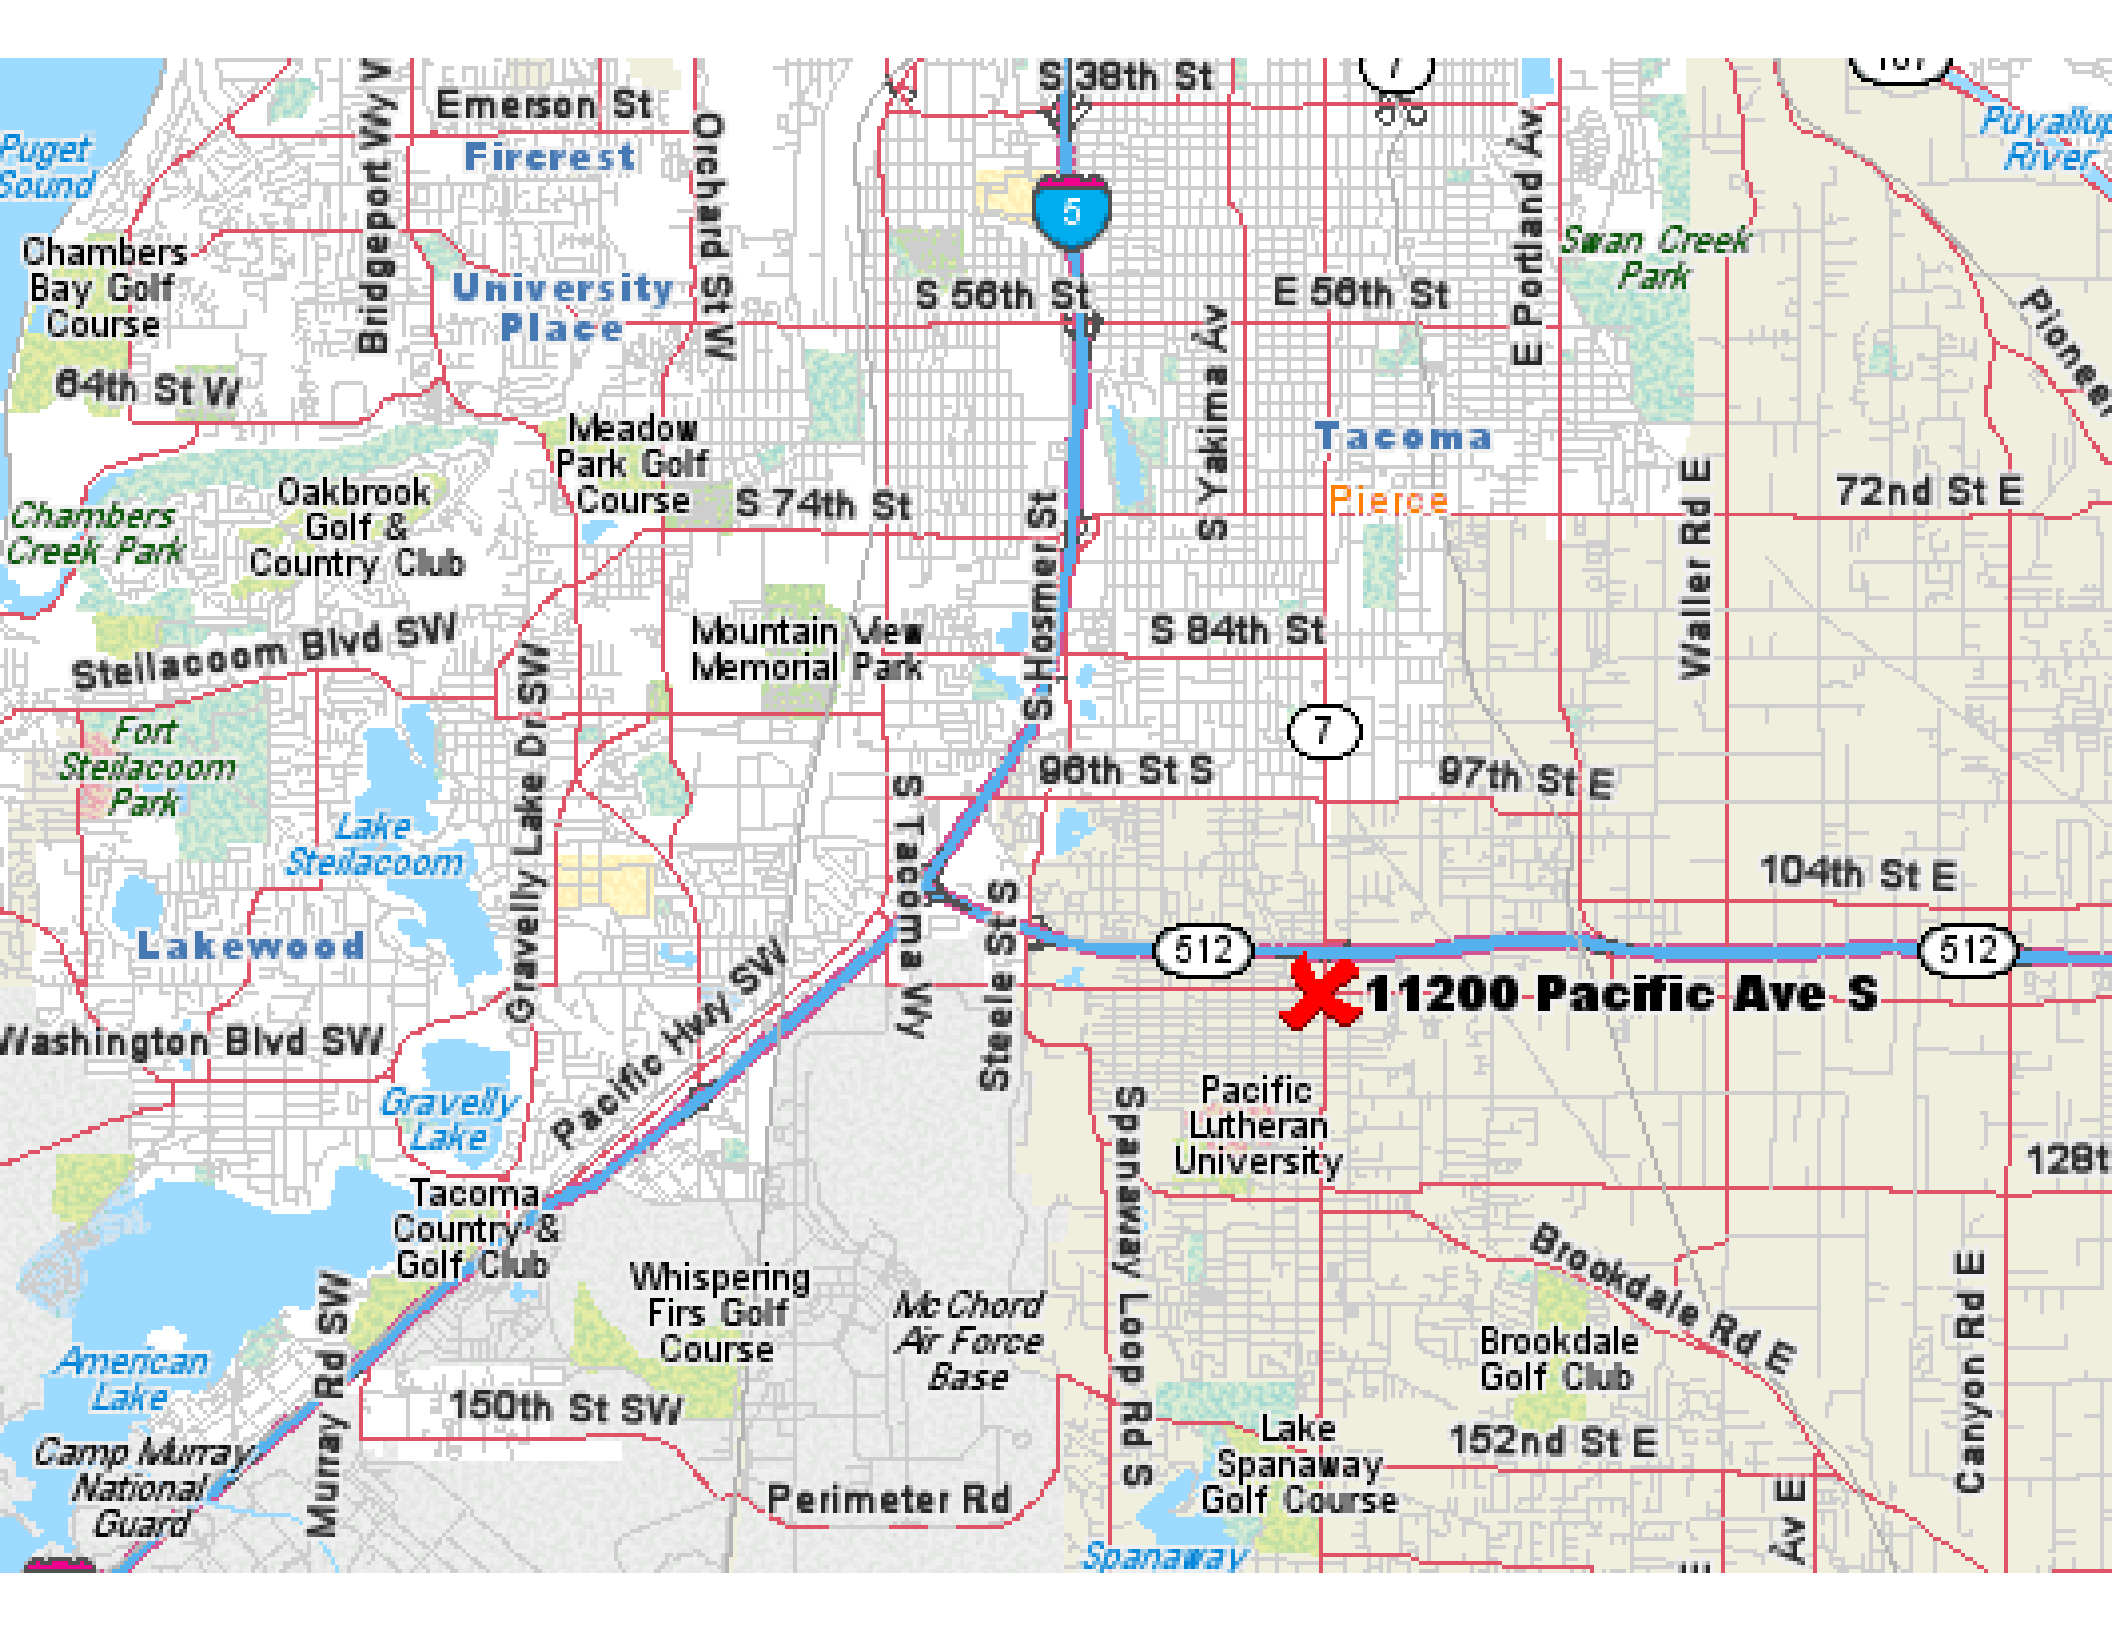 S 38th St
7
167
Emerson St
Fircrest
Bridgeport Wy W
Orchard St W
Puget
Sound
Puyallup
River
5
E Portland Av
Chambers
Bay Golf
Course
University
Place
S 56th St
E 56th St
Swan Creek
Park
Pioneer
64th St W
Meadow
Park Golf
Course
S Yakima Av
Tacoma
Pierce
Oakbrook
Golf &
Country Club
S 74th St
72nd St E
Chambers
Creek Park
S Hosmer St
Waller Rd E
Steilacoom Blvd SW
Mountain View
Memorial Park
S 84th St
Fort
Steilacoom
Park
Gravelly Lake Dr SW
7
96th St S
97th St E
Lake
Steilacoom
S Tacoma Wy
104th St E
Lakewood
Steele St S
512
512
11200 Pacific Ave S
Washington Blvd SW
Pacific Hwy SW
Gravelly
Lake
Pacific
Lutheran
University
Spanaway Loop Rd S
128t
Tacoma
Country &
Golf Club
Whispering
Firs Golf
Course
Mc Chord
Air Force
Base
Brookdale Rd E
Brookdale
Golf Club
Canyon Rd E
American
Lake
Murray Rd SW
150th St SW
Lake
Spanaway
Golf Course
152nd St E
Camp Murray
National
Guard
Perimeter Rd
Spanaway
Av E
E